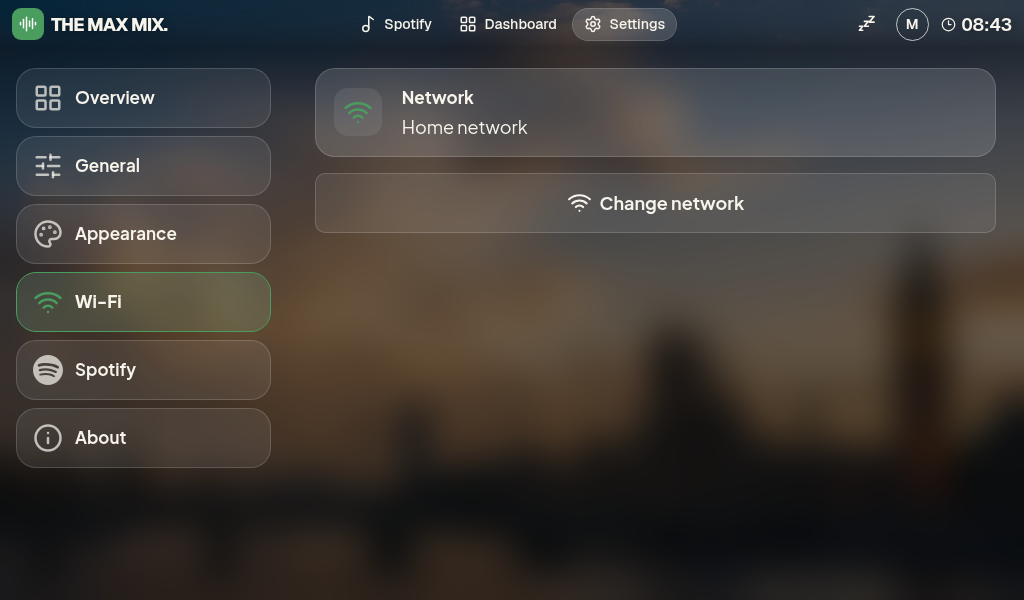 THE MAX MIX.
Spotify
Dashboard
Settings
zzz
M
08:43
Overview
General
Appearance
Wi-Fi
Spotify
About
Network
Home network
Change network